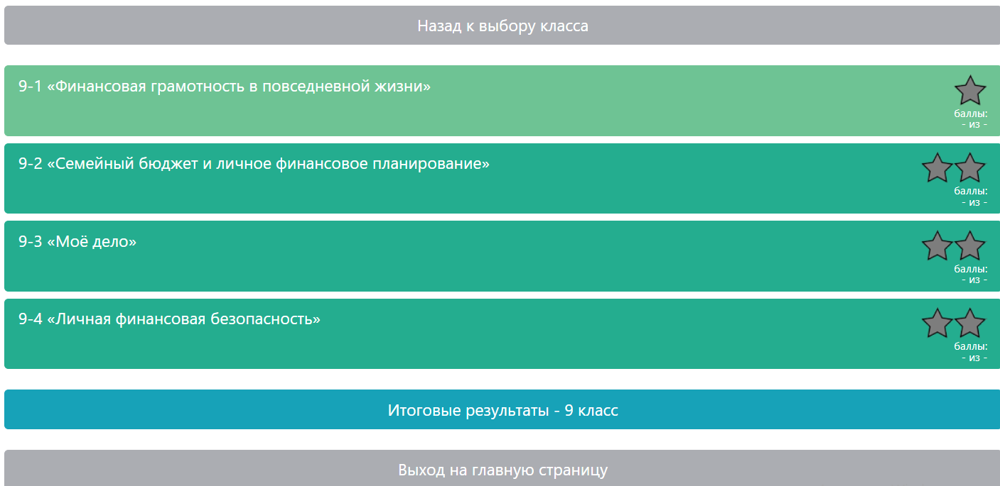 Назад к выбору класса
9-1 «Финансовая грамотность в повседневной жизни»
баллы:
- из -
9-2 «Семейный бюджет и личное финансовое планирование»
баллы:
- из -
9-3 «Моё дело»
баллы:
- из -
9-4 «Личная финансовая безопасность»
баллы:
- из -
Итоговые результаты - 9 класс
Выход на главную страницу